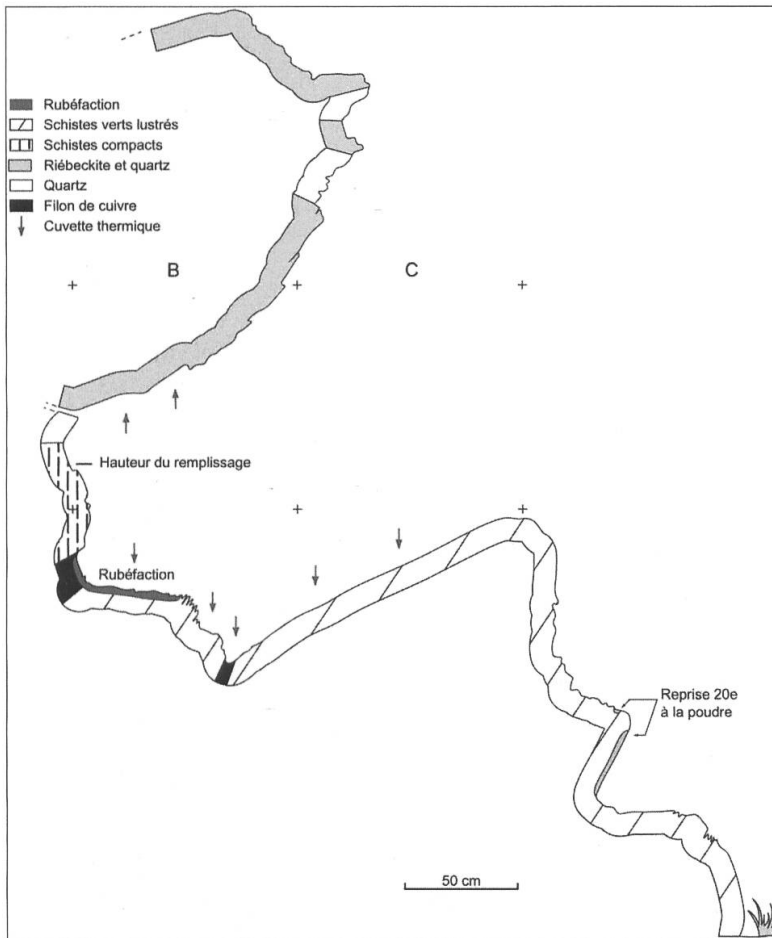 Rubéfaction
Schistes verts lustrés
Schistes compacts
Riébeckite et quartz
Quartz
Filon de cuivre
Cuvette thermique
B
C
Hauteur du remplissage
Rubéfaction
Reprise 20e
à la poudre
50 cm